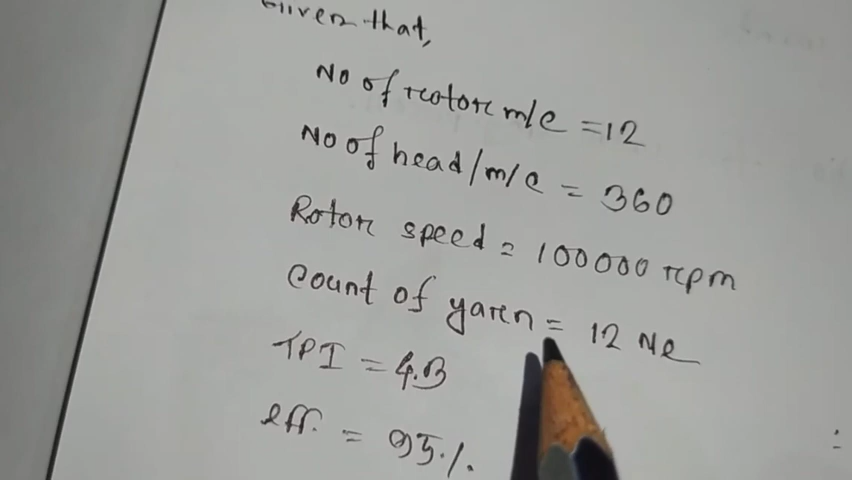 Given that,
No of rotor m/c = 12
No of head/m/c = 360
Rotor speed = 100000 rpm
Count of yarn = 12 Ne
TPI = 4.3
eff. = 95%